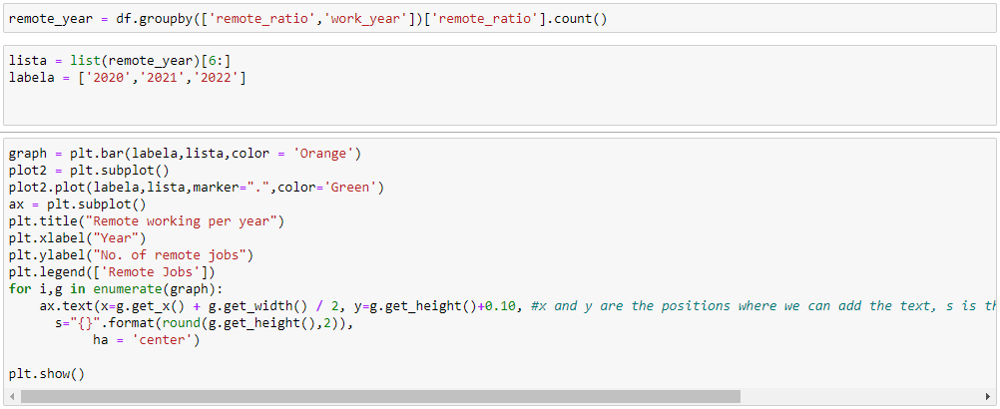 remote_year = df.groupby(['remote_ratio','work_year'])['remote_ratio'].count()
lista = list(remote_year)[6:]
labela = ['2020','2021','2022']
graph = plt.bar(labela,lista,color = 'Orange')
plot2 = plt.subplot()
plot2.plot(labela,lista,marker=".",color='Green')
ax = plt.subplot()
plt.title("Remote working per year")
plt.xlabel("Year")
plt.ylabel("No. of remote jobs")
plt.legend(['Remote Jobs'])
for i,g in enumerate(graph):
    ax.text(x=g.get_x() + g.get_width() / 2, y=g.get_height()+0.10, #x and y are the positions where we can add the text, s is
      s="{}".format(round(g.get_height(),2)),
           ha = 'center')
plt.show()